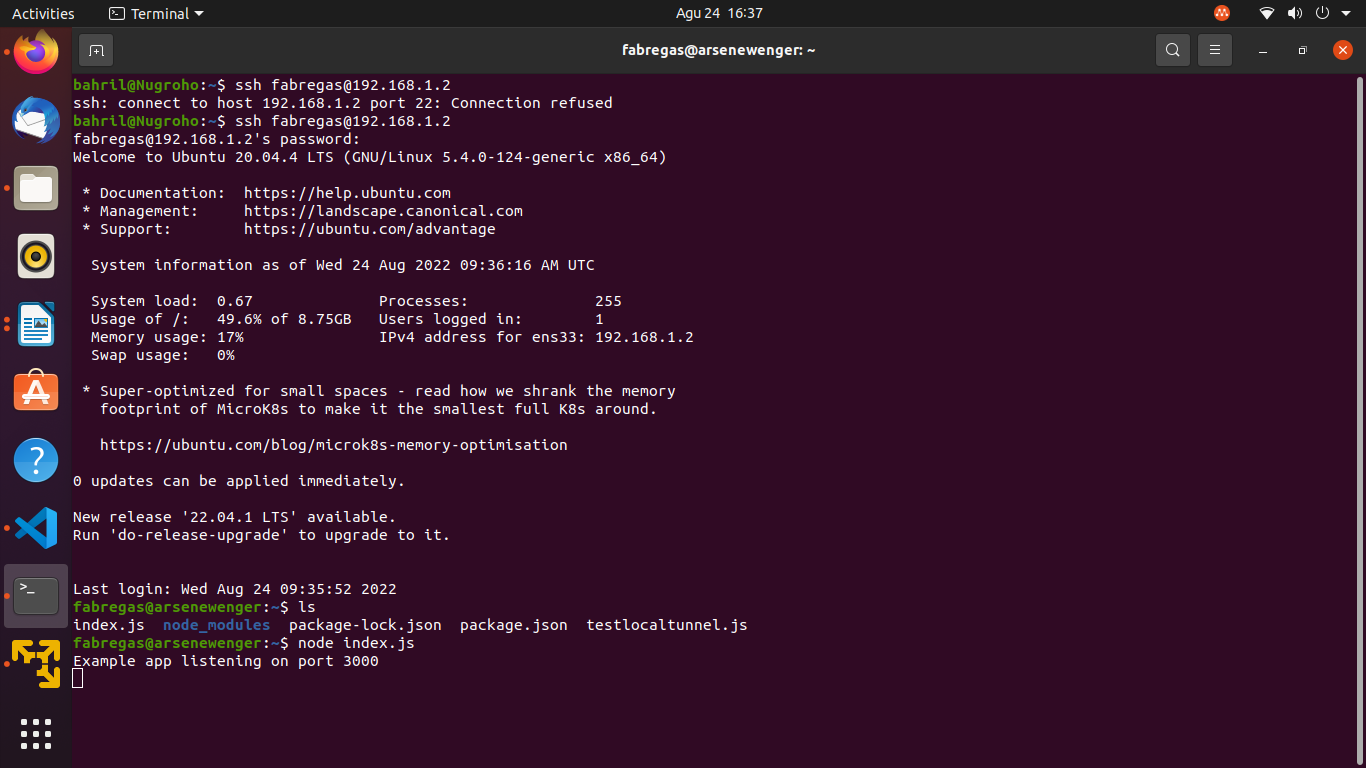 Activities Terminal Agu 24 16:37
fabregas@arsenewenger: ~
bahril@Nugroho:~$ ssh fabregas@192.168.1.2
ssh: connect to host 192.168.1.2 port 22: Connection refused
bahril@Nugroho:~$ ssh fabregas@192.168.1.2
fabregas@192.168.1.2's password:
Welcome to Ubuntu 20.04.4 LTS (GNU/Linux 5.4.0-124-generic x86_64)
* Documentation:  https://help.ubuntu.com
* Management:     https://landscape.canonical.com
* Support:        https://ubuntu.com/advantage
System information as of Wed 24 Aug 2022 09:36:16 AM UTC
System load:  0.67              Processes:              255
Usage of /:   49.6% of 8.75GB   Users logged in:        1
Memory usage: 17%               IPv4 address for ens33: 192.168.1.2
Swap usage:   0%
* Super-optimized for small spaces - read how we shrank the memory
footprint of MicroK8s to make it the smallest full K8s around.
https://ubuntu.com/blog/microk8s-memory-optimisation
0 updates can be applied immediately.
New release '22.04.1 LTS' available.
Run 'do-release-upgrade' to upgrade to it.
Last login: Wed Aug 24 09:35:52 2022
fabregas@arsenewenger:~$ ls
index.js  node_modules  package-lock.json  package.json  testlocaltunnel.js
fabregas@arsenewenger:~$ node index.js
Example app listening on port 3000